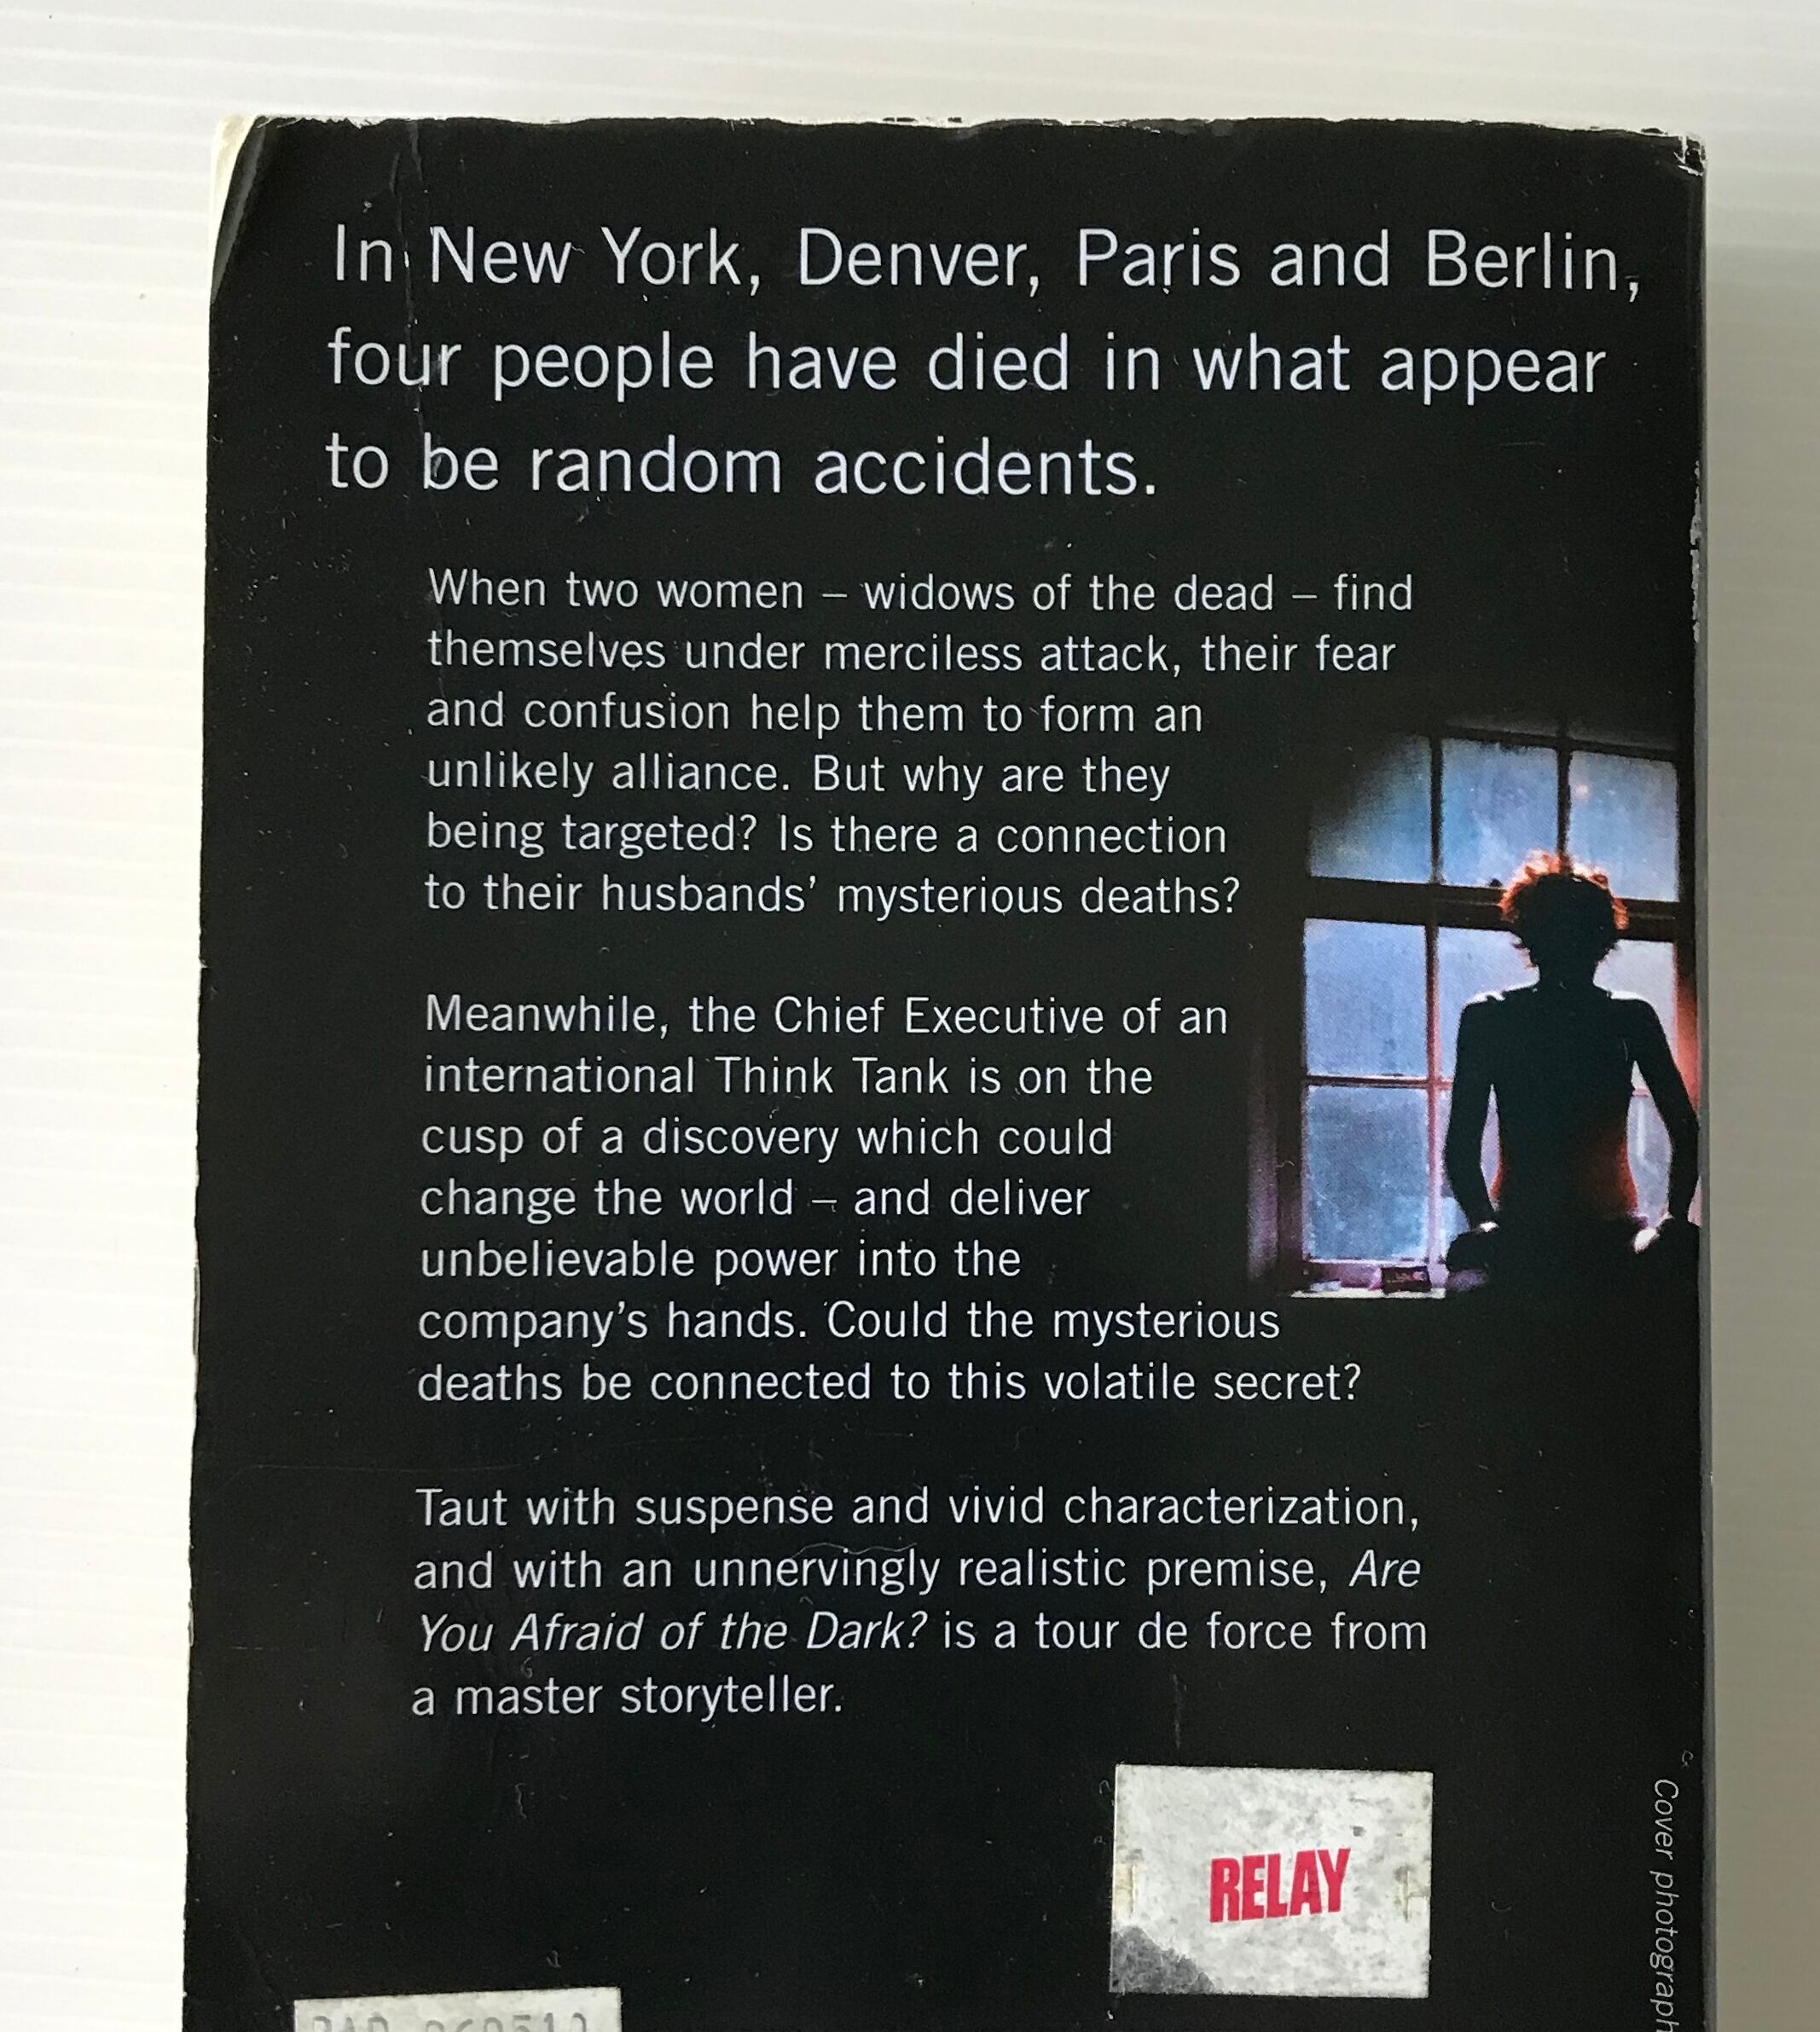 In New York, Denver, Paris and Berlin,
four people have died in what appear
to be random accidents.
When two women – widows of the dead – find
themselves under merciless attack, their fear
and confusion help them to form an
unlikely alliance. But why are they
being targeted? Is there a connection
to their husbands’ mysterious deaths?
Meanwhile, the Chief Executive of an
international Think Tank is on the
cusp of a discovery which could
change the world – and deliver
unbelievable power into the
company’s hands. Could the mysterious
deaths be connected to this volatile secret?
Taut with suspense and vivid characterization,
and with an unnervingly realistic premise, Are
You Afraid of the Dark? is a tour de force from
a master storyteller.
RELAY
Cover photograph